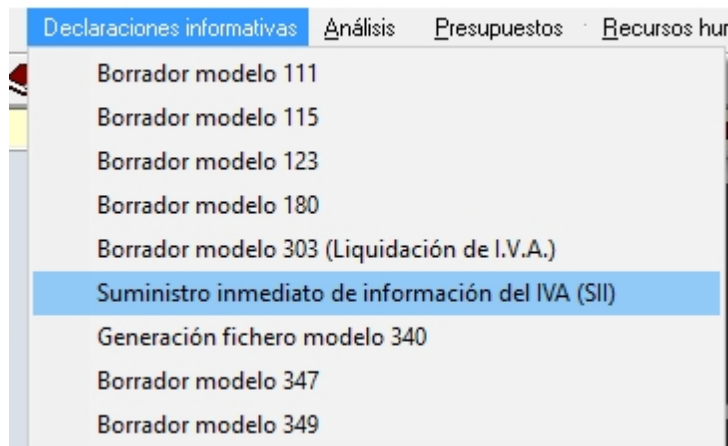 Declaraciones informativas Análisis Presupuestos Recursos
Borrador modelo 111
Borrador modelo 115
Borrador modelo 123
Borrador modelo 180
Borrador modelo 303 (Liquidación de I.V.A.)
Suministro inmediato de información del IVA (SII)
Generación fichero modelo 340
Borrador modelo 347
Borrador modelo 349